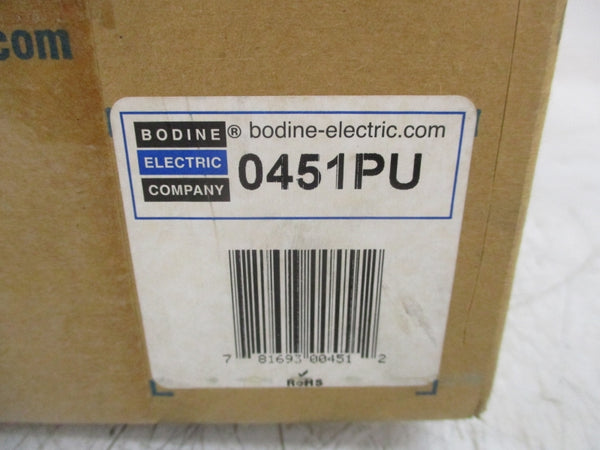 com
BODINE ® bodine-electric.com
ELECTRIC
COMPANY
0451PU
7 81693 00451 2
RoHS